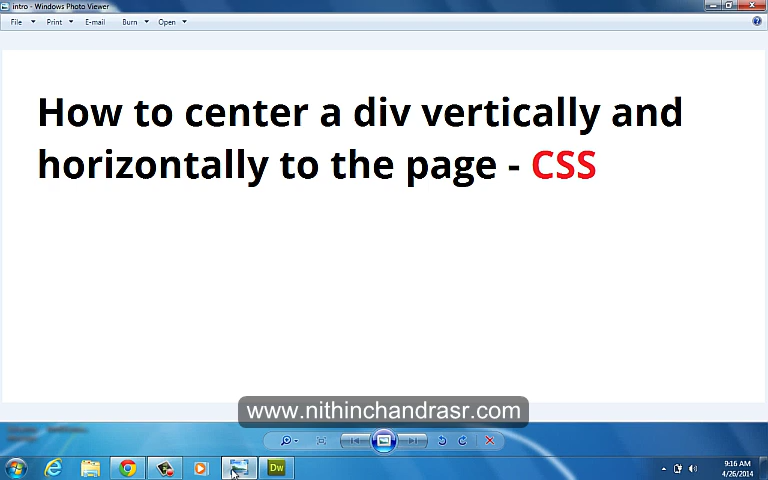 intro - Windows Photo Viewer
File Print E-mail Burn Open
How to center a div vertically and
horizontally to the page - CSS
www.nithinchandrasr.com
Dw
9:16 AM
4/26/2014